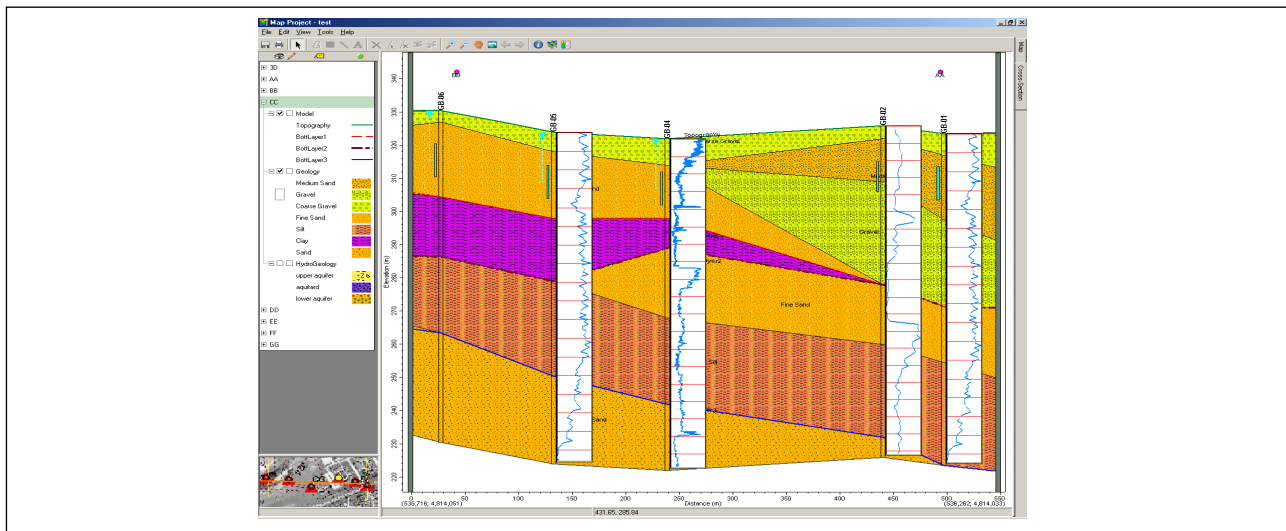 Map Project - test
File Edit View Tools Help
3D
AA
BB
CC
Model
Topography
BottLayer1
BottLayer2
BottLayer3
Geology
Medium Sand
Gravel
Coarse Gravel
Fine Sand
Silt
Clay
Sand
HydroGeology
upper aquifer
aquitard
lower aquifer
DD
EE
FF
GG
Map
Cross-Section
BB
AA
GB-06
GB-05
GB-04
GB-02
GB-01
Topography
arse Gravel
nd
Gravel
Fine Sand
Silt
Sand
Elevation (m)
340
330
320
310
300
290
280
270
260
250
240
230
220
0
50
100
150
200
250
300
350
400
450
500
550
(535,716; 4,814,051)
Distance (m)
(536,262; 4,814,033)
431.65, 285.84